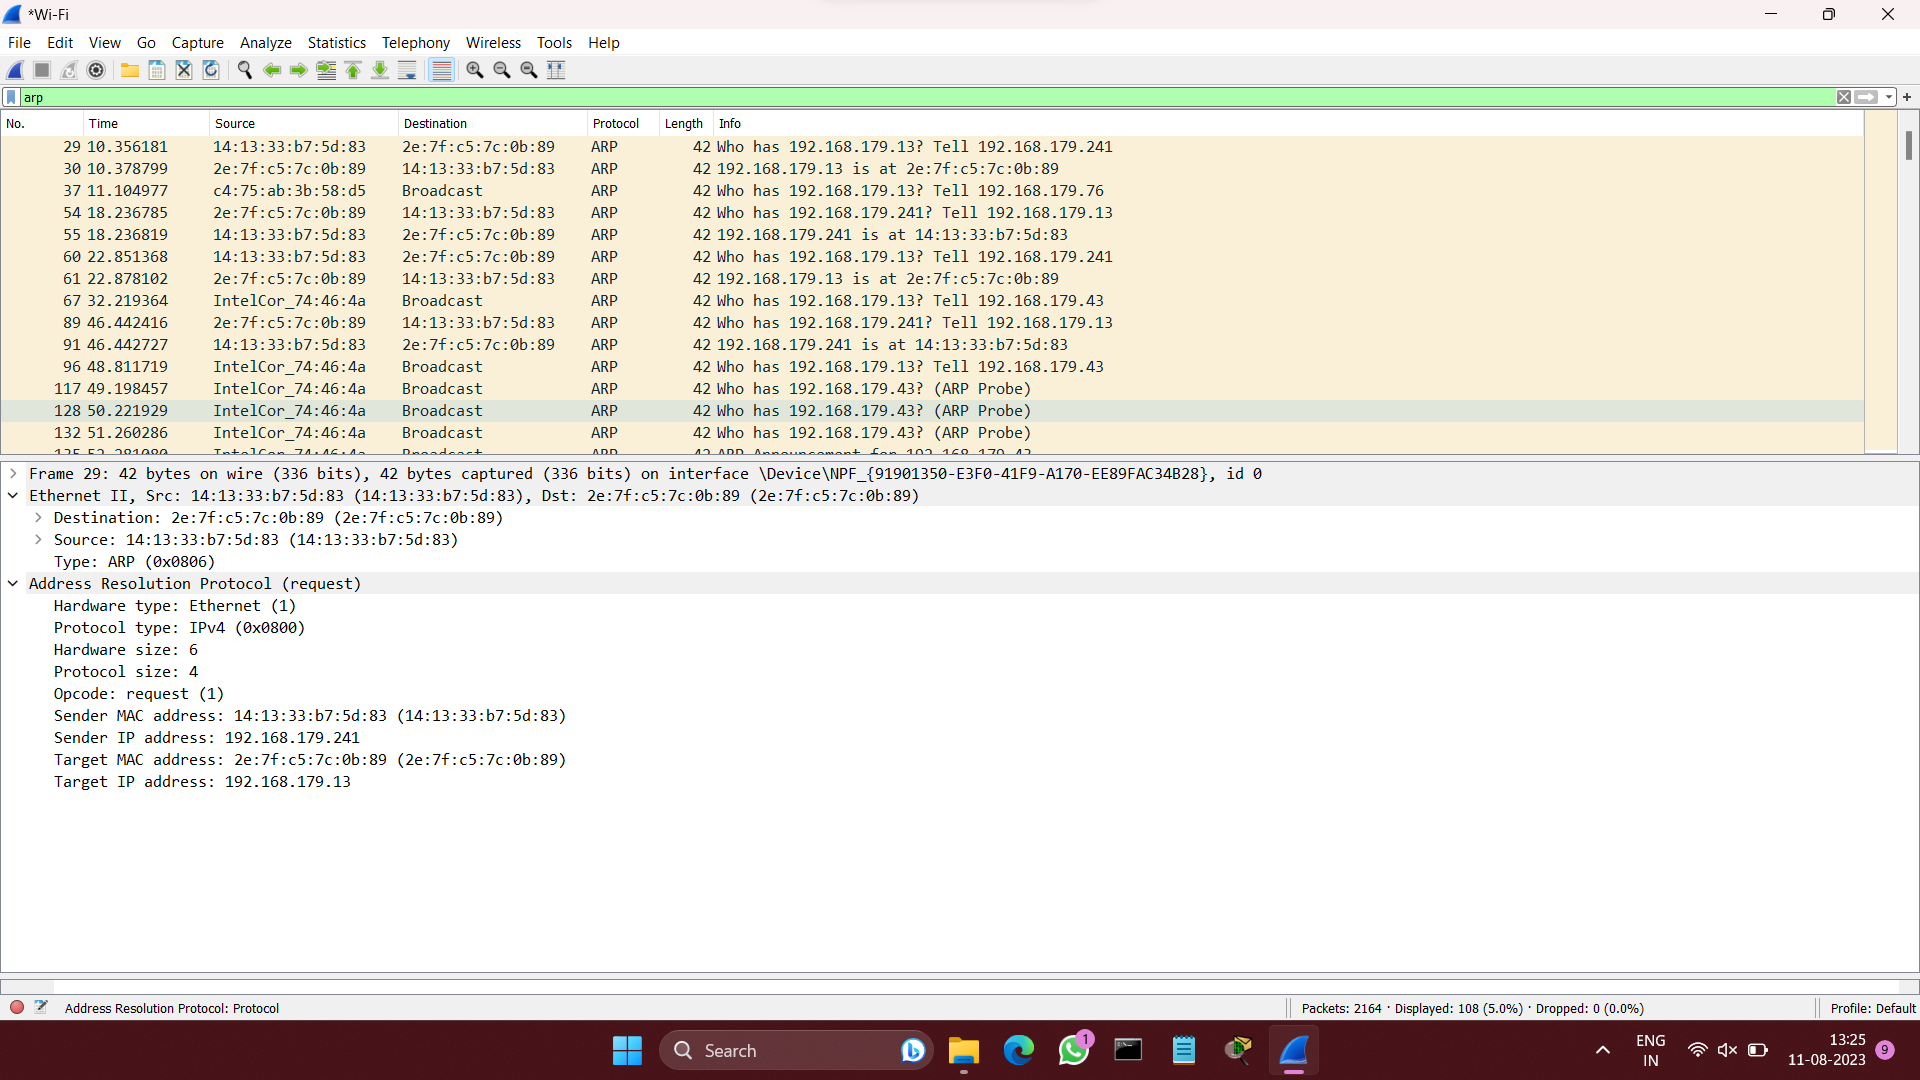 *Wi-Fi
File Edit View Go Capture Analyze Statistics Telephony Wireless Tools Help
arp
No. Time Source Destination Protocol Length Info
29 10.356181 14:13:33:b7:5d:83 2e:7f:c5:7c:0b:89 ARP 42 Who has 192.168.179.13? Tell 192.168.179.241
30 10.378799 2e:7f:c5:7c:0b:89 14:13:33:b7:5d:83 ARP 42 192.168.179.13 is at 2e:7f:c5:7c:0b:89
37 11.104977 c4:75:ab:3b:58:d5 Broadcast ARP 42 Who has 192.168.179.13? Tell 192.168.179.76
54 18.236785 2e:7f:c5:7c:0b:89 14:13:33:b7:5d:83 ARP 42 Who has 192.168.179.241? Tell 192.168.179.13
55 18.236819 14:13:33:b7:5d:83 2e:7f:c5:7c:0b:89 ARP 42 192.168.179.241 is at 14:13:33:b7:5d:83
60 22.851368 14:13:33:b7:5d:83 2e:7f:c5:7c:0b:89 ARP 42 Who has 192.168.179.13? Tell 192.168.179.241
61 22.878102 2e:7f:c5:7c:0b:89 14:13:33:b7:5d:83 ARP 42 192.168.179.13 is at 2e:7f:c5:7c:0b:89
67 32.219364 IntelCor_74:46:4a Broadcast ARP 42 Who has 192.168.179.13? Tell 192.168.179.43
89 46.442416 2e:7f:c5:7c:0b:89 14:13:33:b7:5d:83 ARP 42 Who has 192.168.179.241? Tell 192.168.179.13
91 46.442727 14:13:33:b7:5d:83 2e:7f:c5:7c:0b:89 ARP 42 192.168.179.241 is at 14:13:33:b7:5d:83
96 48.811719 IntelCor_74:46:4a Broadcast ARP 42 Who has 192.168.179.13? Tell 192.168.179.43
117 49.198457 IntelCor_74:46:4a Broadcast ARP 42 Who has 192.168.179.43? (ARP Probe)
128 50.221929 IntelCor_74:46:4a Broadcast ARP 42 Who has 192.168.179.43? (ARP Probe)
132 51.260286 IntelCor_74:46:4a Broadcast ARP 42 Who has 192.168.179.43? (ARP Probe)
IntelCor_74:46:4a Broadcast ARP 42 ARP Announcement for 192.168.179.43
Frame 29: 42 bytes on wire (336 bits), 42 bytes captured (336 bits) on interface \Device\NPF_{91901350-E3F0-41F9-A170-EE89FAC34B28}, id 0
Ethernet II, Src: 14:13:33:b7:5d:83 (14:13:33:b7:5d:83), Dst: 2e:7f:c5:7c:0b:89 (2e:7f:c5:7c:0b:89)
Destination: 2e:7f:c5:7c:0b:89 (2e:7f:c5:7c:0b:89)
Source: 14:13:33:b7:5d:83 (14:13:33:b7:5d:83)
Type: ARP (0x0806)
Address Resolution Protocol (request)
Hardware type: Ethernet (1)
Protocol type: IPv4 (0x0800)
Hardware size: 6
Protocol size: 4
Opcode: request (1)
Sender MAC address: 14:13:33:b7:5d:83 (14:13:33:b7:5d:83)
Sender IP address: 192.168.179.241
Target MAC address: 2e:7f:c5:7c:0b:89 (2e:7f:c5:7c:0b:89)
Target IP address: 192.168.179.13
Address Resolution Protocol: Protocol Packets: 2164 · Displayed: 108 (5.0%) · Dropped: 0 (0.0%) Profile: Default
Search
1
ENG
IN
13:25
11-08-2023
9